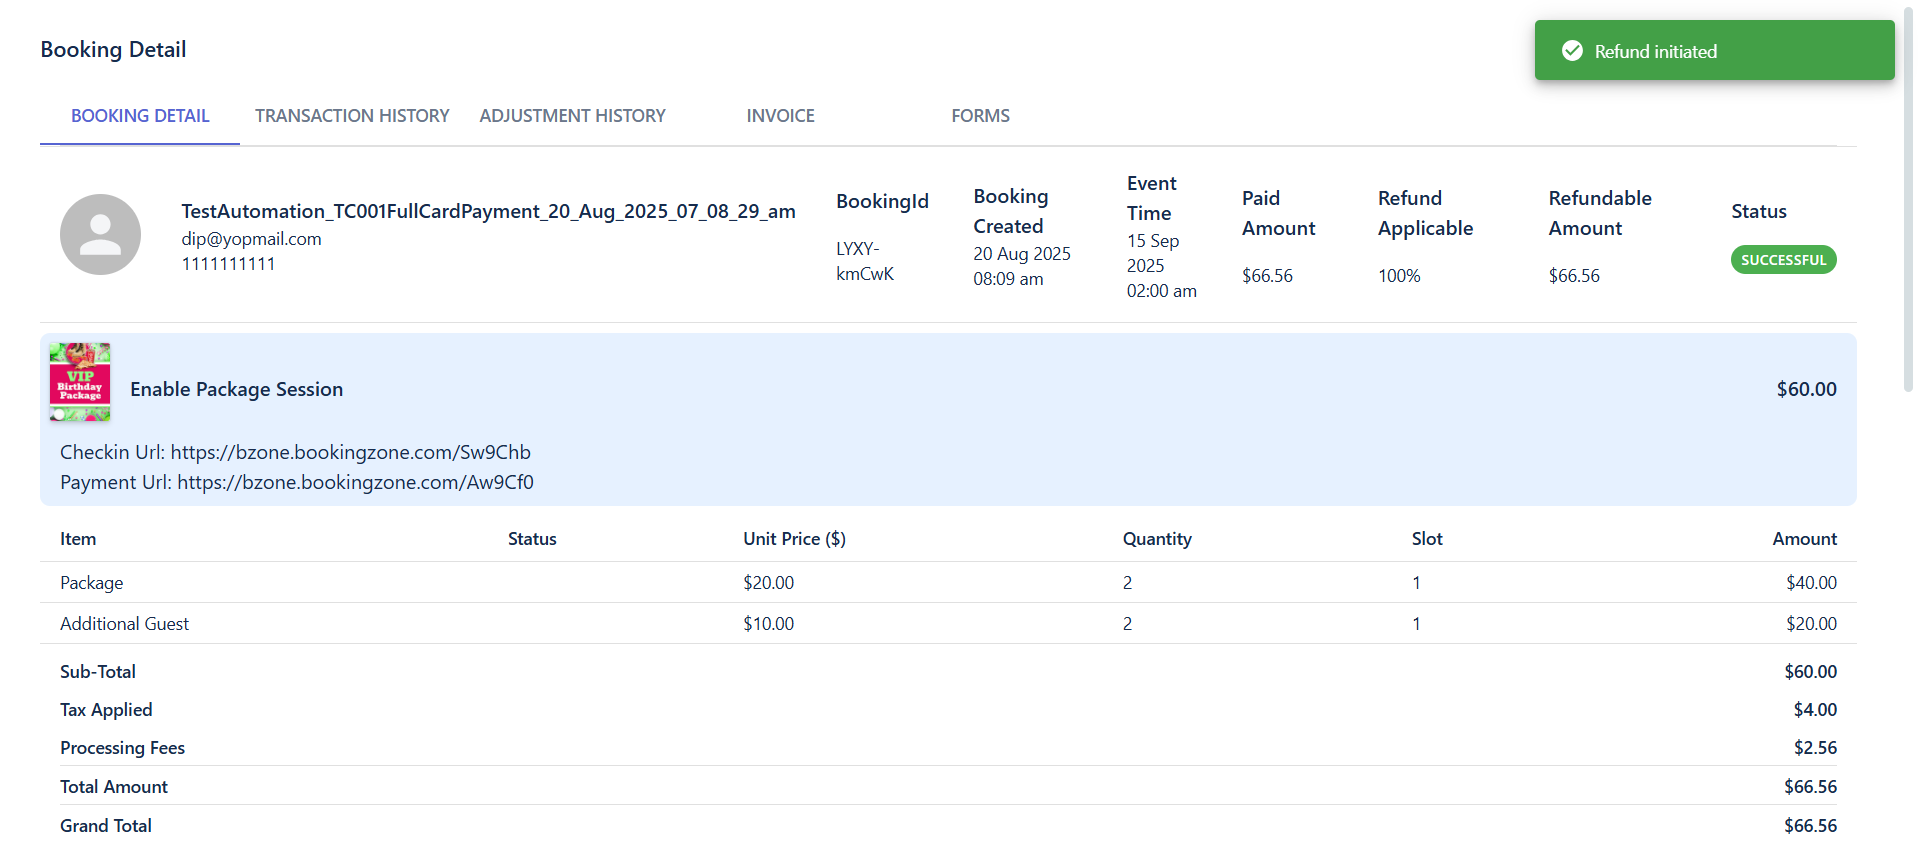 Booking Detail
Refund initiated
BOOKING DETAIL TRANSACTION HISTORY ADJUSTMENT HISTORY INVOICE FORMS
TestAutomation_TC001FullCardPayment_20_Aug_2025_07_08_29_am
dip@yopmail.com
1111111111
BookingId
LYXY-
kmCwK
Booking
Created
20 Aug 2025
08:09 am
Event
Time
15 Sep
2025
02:00 am
Paid
Amount
$66.56
Refund
Applicable
100%
Refundable
Amount
$66.56
Status
SUCCESSFUL
VIP
Birthday
Package
Enable Package Session $60.00
Checkin Url: https://bzone.bookingzone.com/Sw9Chb
Payment Url: https://bzone.bookingzone.com/Aw9Cf0
Item Status Unit Price ($) Quantity Slot Amount
Package $20.00 2 1 $40.00
Additional Guest $10.00 2 1 $20.00
Sub-Total $60.00
Tax Applied $4.00
Processing Fees $2.56
Total Amount $66.56
Grand Total $66.56